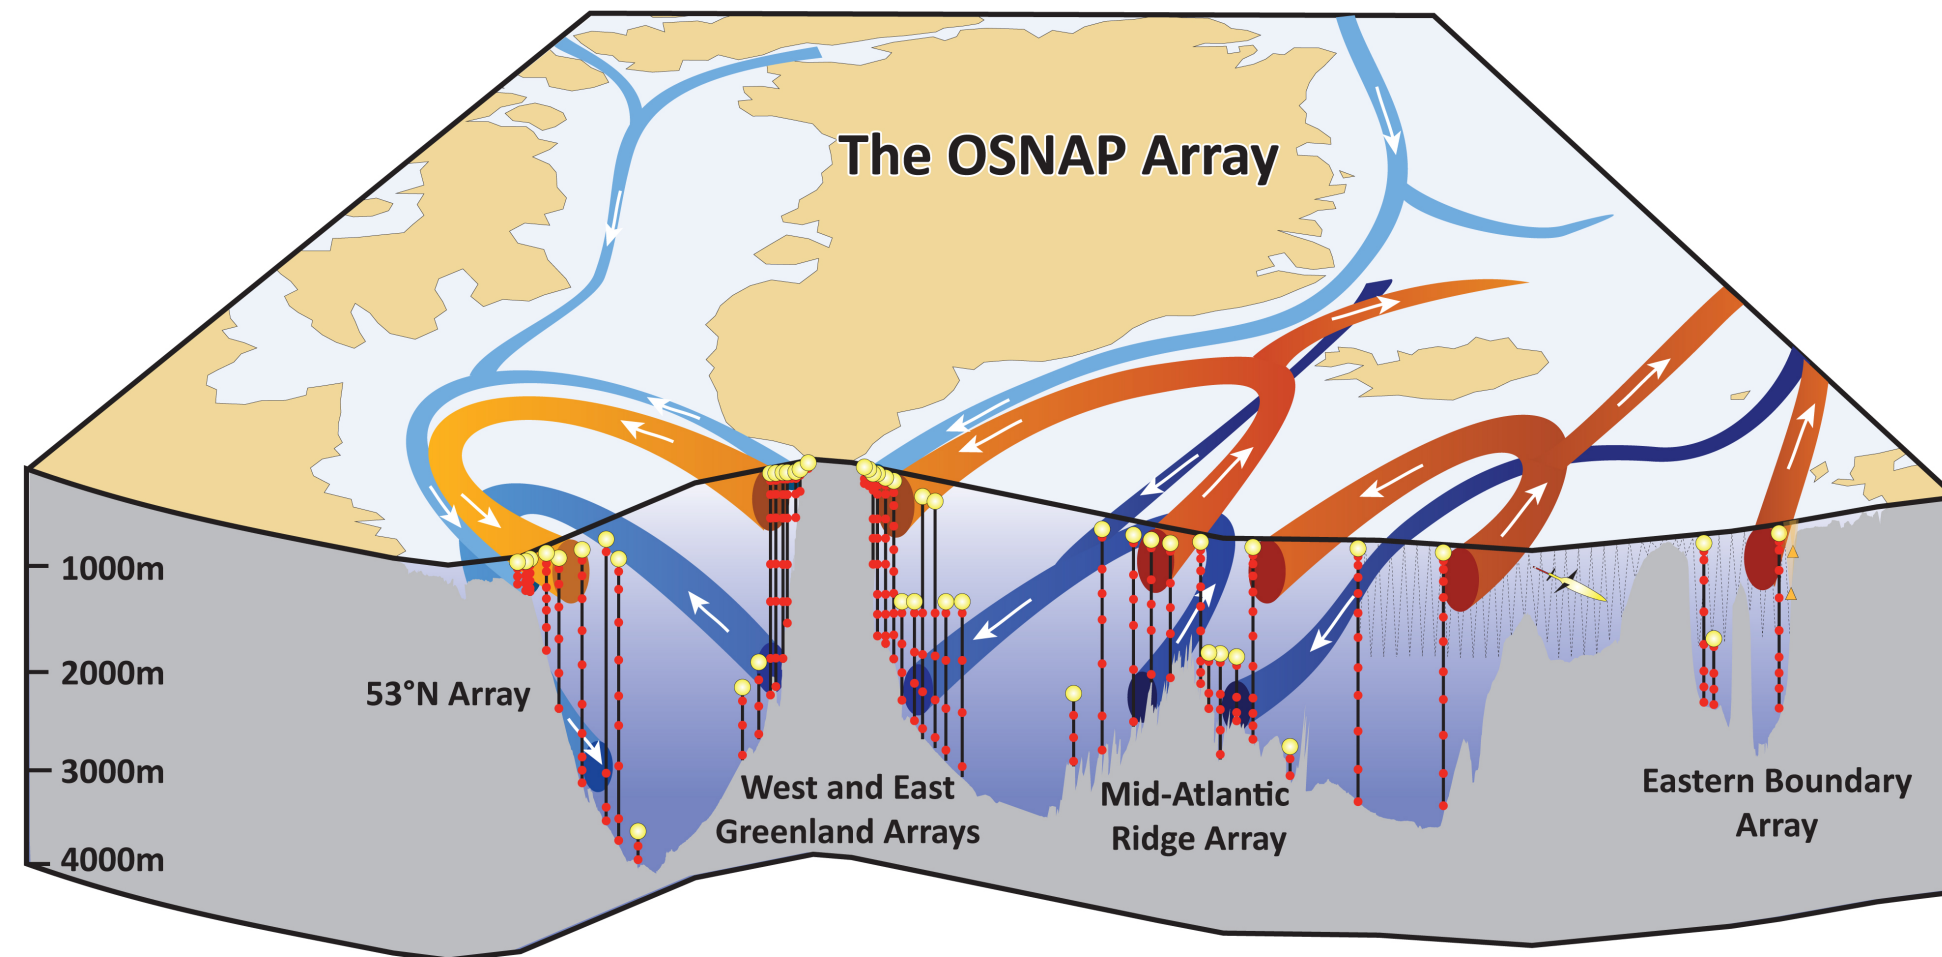 The OSNAP Array
1000m
2000m
3000m
4000m
53°N Array
West and East
Greenland Arrays
Mid-Atlantic
Ridge Array
Eastern Boundary
Array